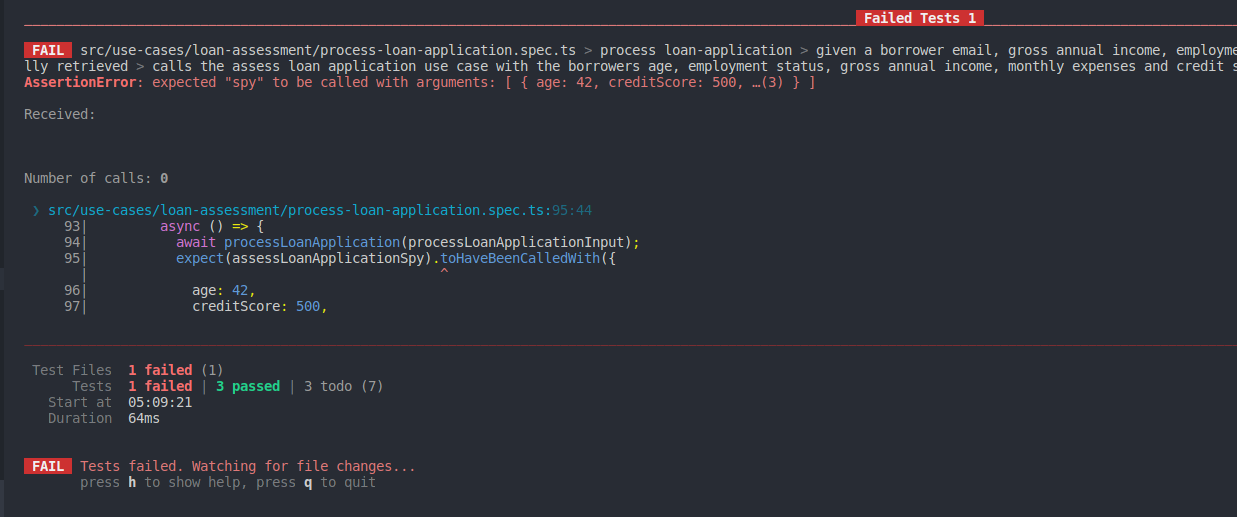 Failed Tests 1
FAIL src/use-cases/loan-assessment/process-loan-application.spec.ts > process loan-application > given a borrower email, gross annual income, employme
lly retrieved > calls the assess loan application use case with the borrowers age, employment status, gross annual income, monthly expenses and credit s
AssertionError: expected "spy" to be called with arguments: [ { age: 42, creditScore: 500, …(3) } ]
Received:
Number of calls: 0
❯ src/use-cases/loan-assessment/process-loan-application.spec.ts:95:44
93| async () => {
94| await processLoanApplication(processLoanApplicationInput);
95| expect(assessLoanApplicationSpy).toHaveBeenCalledWith({
| ^
96| age: 42,
97| creditScore: 500,
Test Files 1 failed (1)
Tests 1 failed | 3 passed | 3 todo (7)
Start at 05:09:21
Duration 64ms
FAIL Tests failed. Watching for file changes...
press h to show help, press q to quit